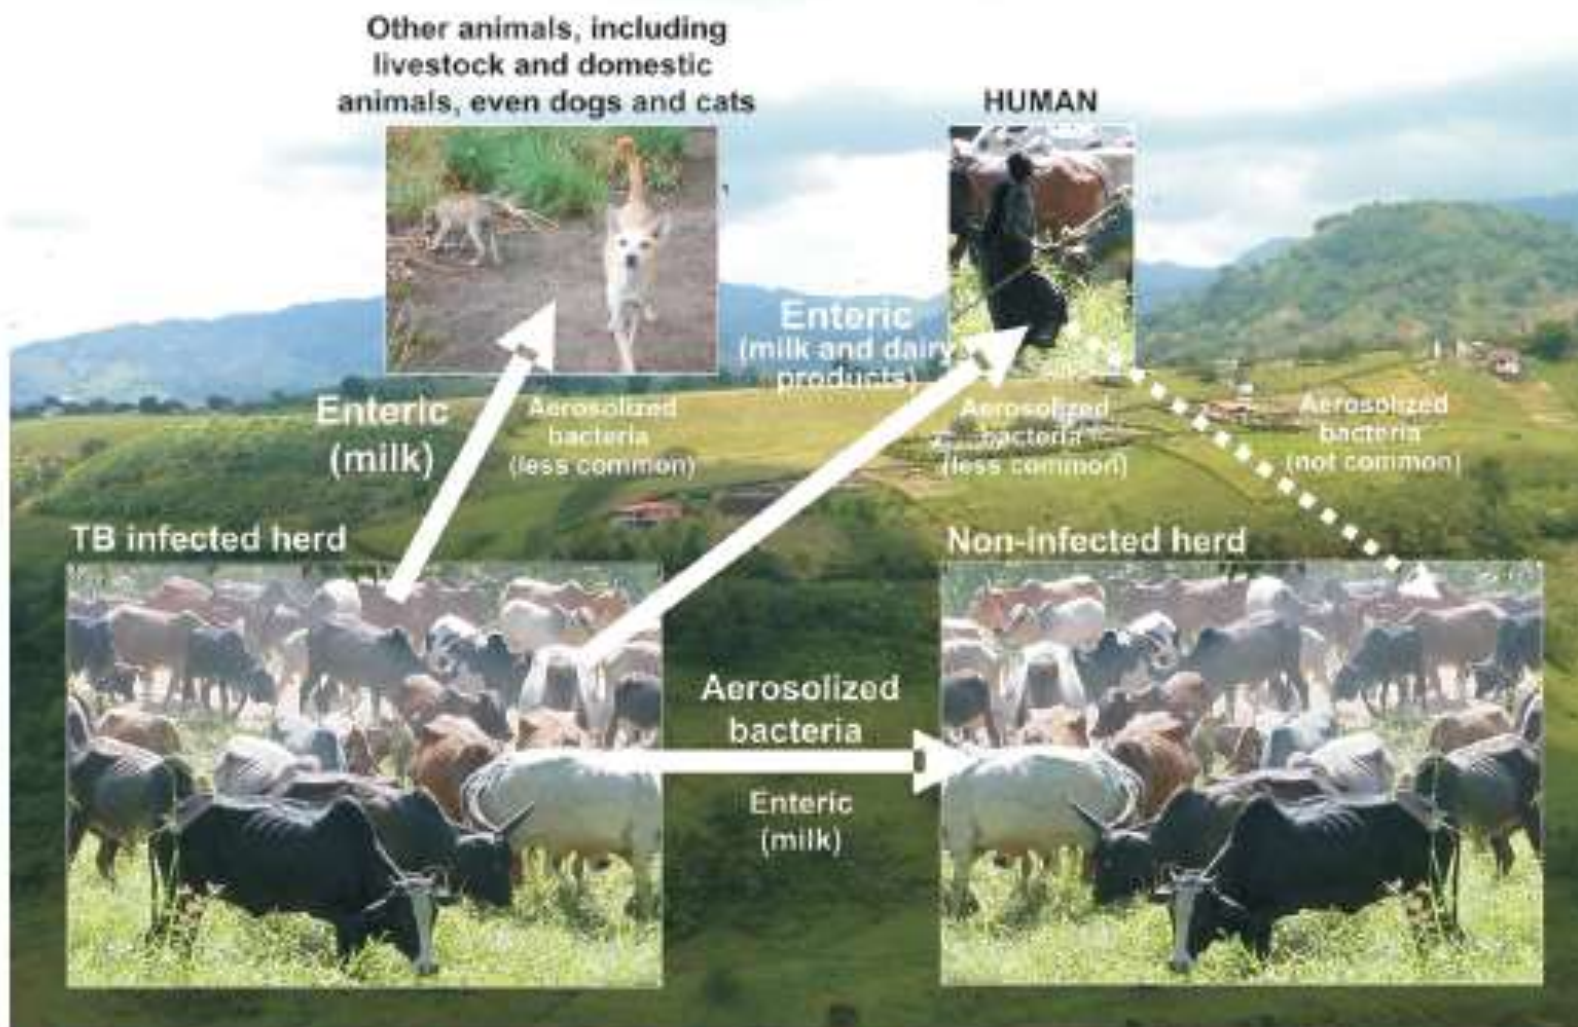 Other animals, including
livestock and domestic
animals, even dogs and cats
HUMAN
Enteric
(milk and dairy
products)
Enteric
(milk)
Aerosolized
bacteria
(less common)
Aerosolized
bacteria
(less common)
Aerosolized
bacteria
(not common)
TB infected herd
Non-infected herd
Aerosolized
bacteria
Enteric
(milk)